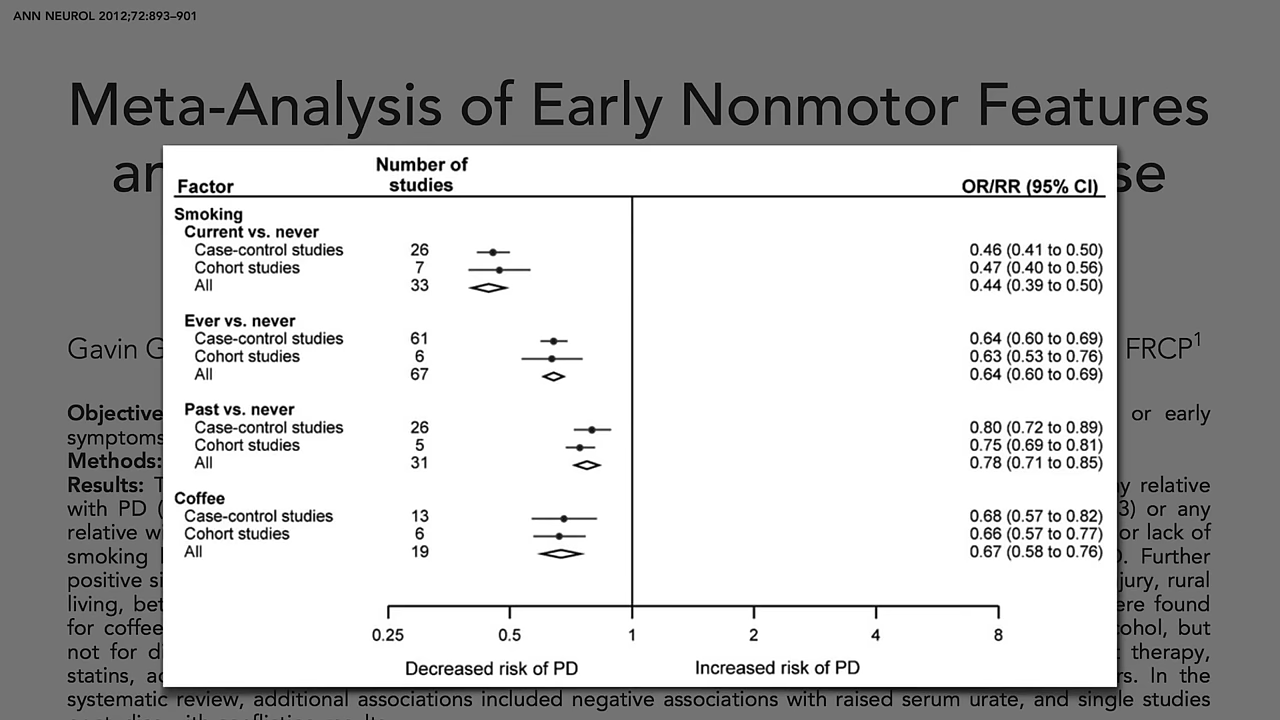 ANN NEUROL 2012;72:893–901
Meta-Analysis of Early Nonmotor Features
Number of
studies
Factor
OR/RR (95% CI)
Smoking
Current vs. never
Case-control studies 26 0.46 (0.41 to 0.50)
Cohort studies 7 0.47 (0.40 to 0.56)
All 33 0.44 (0.39 to 0.50)
Ever vs. never
Case-control studies 61 0.64 (0.60 to 0.69)
Cohort studies 6 0.63 (0.53 to 0.76)
All 67 0.64 (0.60 to 0.69)
Past vs. never
Case-control studies 26 0.80 (0.72 to 0.89)
Cohort studies 5 0.75 (0.69 to 0.81)
All 31 0.78 (0.71 to 0.85)
Coffee
Case-control studies 13 0.68 (0.57 to 0.82)
Cohort studies 6 0.66 (0.57 to 0.77)
All 19 0.67 (0.58 to 0.76)
0.25 0.5 1 2 4 8
Decreased risk of PD Increased risk of PD
Gavin FRCP1
Objective or early
symptoms
Methods:
Results: relative
with PD ( 3) or any
relative or lack of
smoking Further
positive rural
living, found
for coffee but
not for therapy,
statins, In the
systematic review, additional associations included negative associations with raised serum urate, and single studies